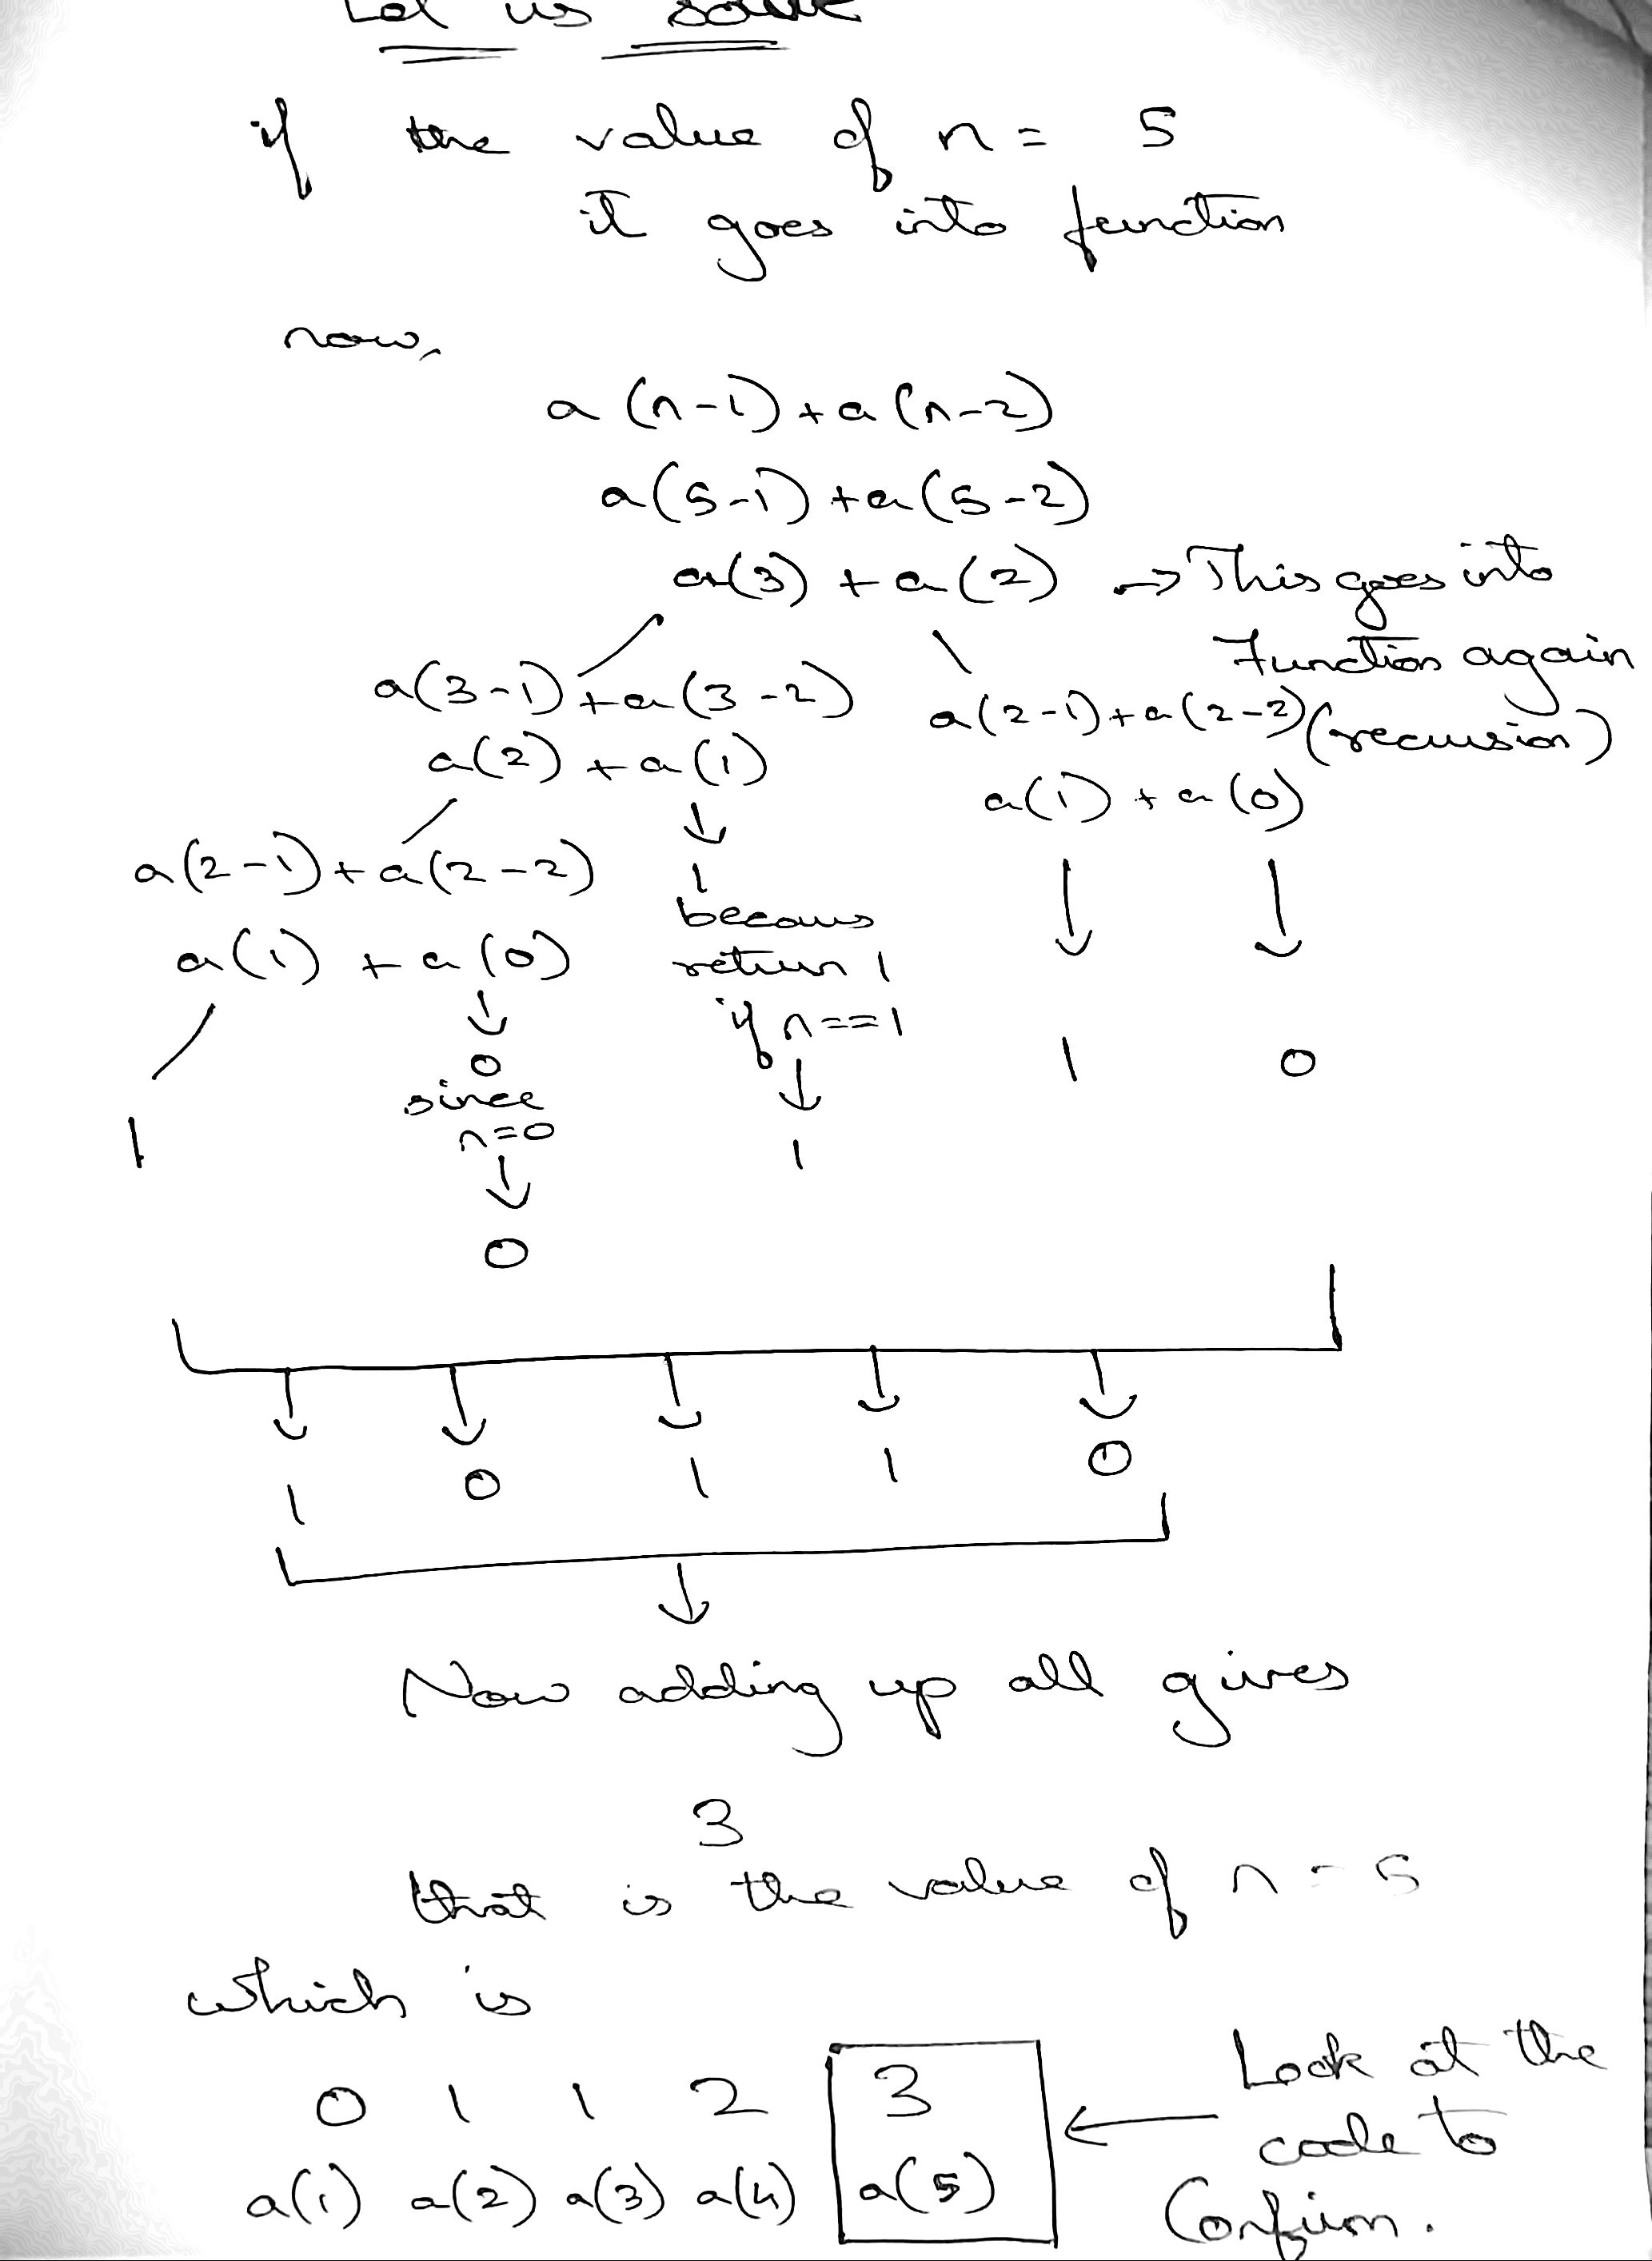 Let us solve
if the value of n = 5
it goes into function
now,
a (n-1) + a (n-2)
a(5-1) + a(5-2)
a(3) + a(2) → This goes into
Function again
(recursion)
a(3-1) + a(3-2)
a(2-1) + a(2-2)
a(2) + a(1)
a(1) + a(0)
a(2-1) + a(2-2)
↓
1
↓ ↓
a(1) + a(0)
becaus
return 1
if n==1
↓
0
since
n=0
↓
↓
1 0
1
1
0
↓ ↓ ↓ ↓ ↓
1 0 1 1 0
↓
Now adding up all gives
3
that is the value of n = 5
which is
0 1 1 2 3
a(1) a(2) a(3) a(4) a(5)
← Look at the
code to
Confirm.